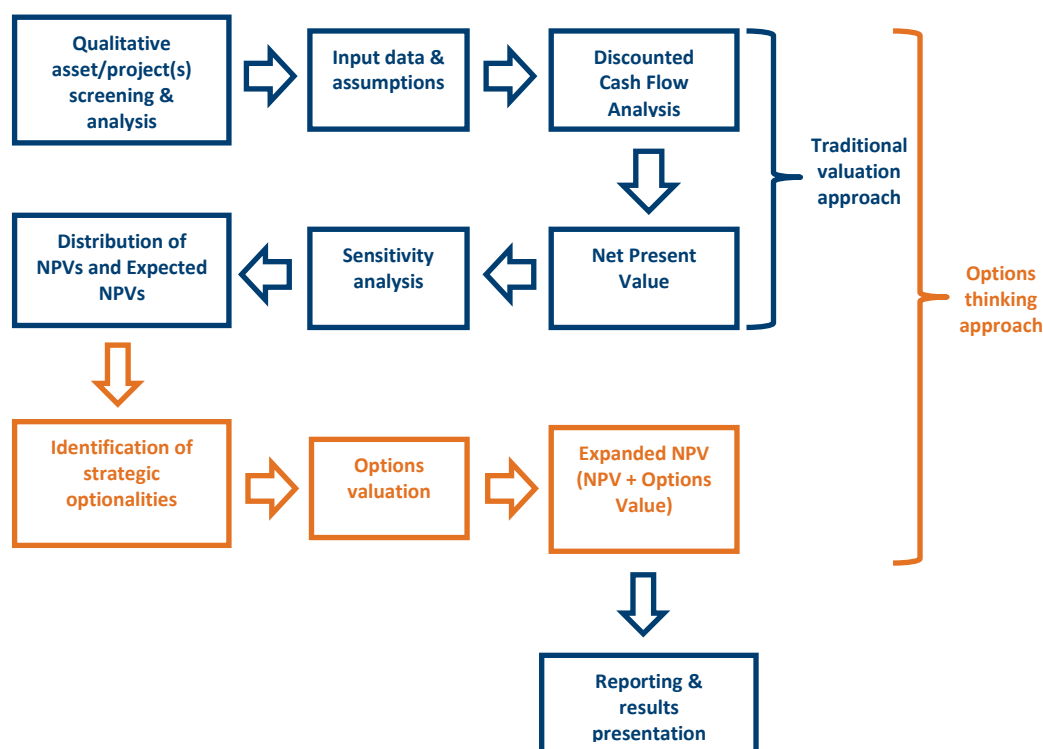 Qualitative
asset/project(s)
screening &
analysis
Input data &
assumptions
Discounted
Cash Flow
Analysis
Traditional
valuation
approach
Distribution of
NPVs and Expected
NPVs
Sensitivity
analysis
Net Present
Value
Options
thinking
approach
Identification of
strategic
optionalities
Options
valuation
Expanded NPV
(NPV + Options
Value)
Reporting &
results
presentation